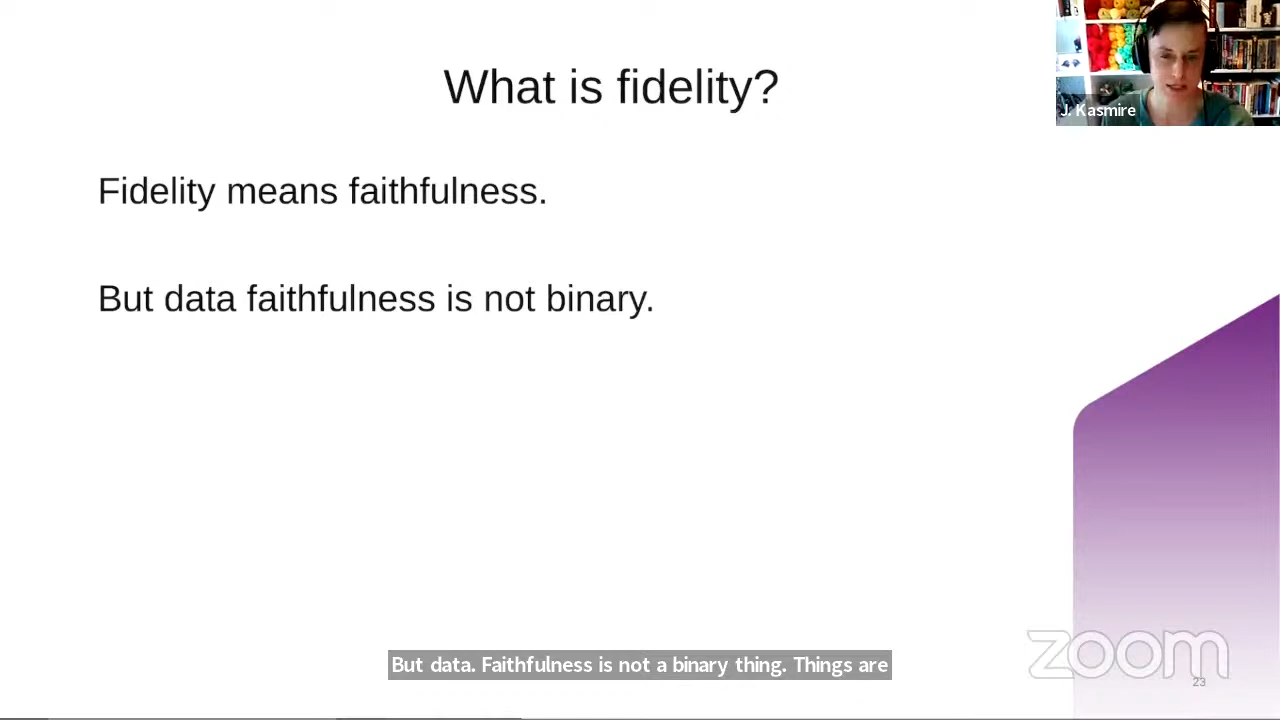 What is fidelity?
J. Kasmire
Fidelity means faithfulness.
But data faithfulness is not binary.
But data. Faithfulness is not a binary thing. Things are
zoom
23